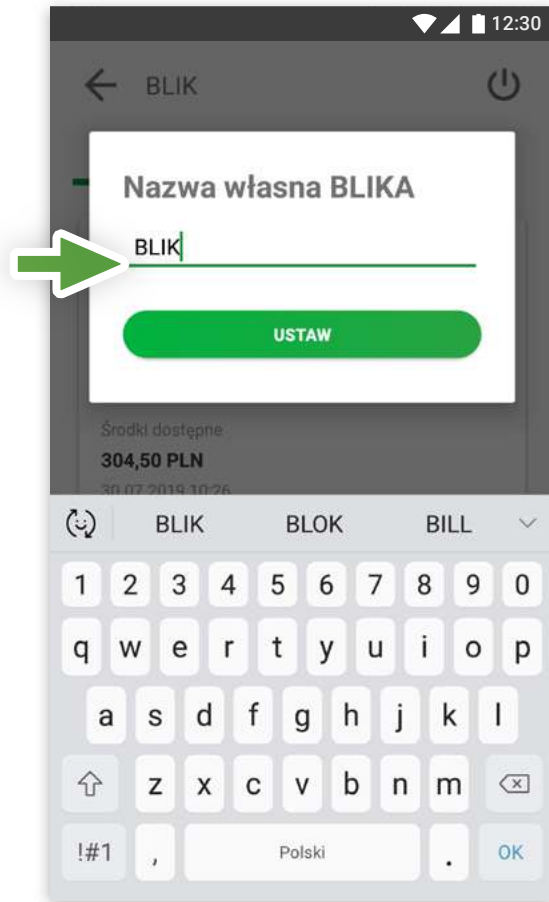 12:30
BLIK
Nazwa własna BLIKA
BLIK
USTAW
Środki dostępne
304,50 PLN
30.07.2019 10:26
BLIK BLOK BILL
1 2 3 4 5 6 7 8 9 0
q w e r t y u i o p
a s d f g h j k l
z x c v b n m
!#1 , Polski . OK